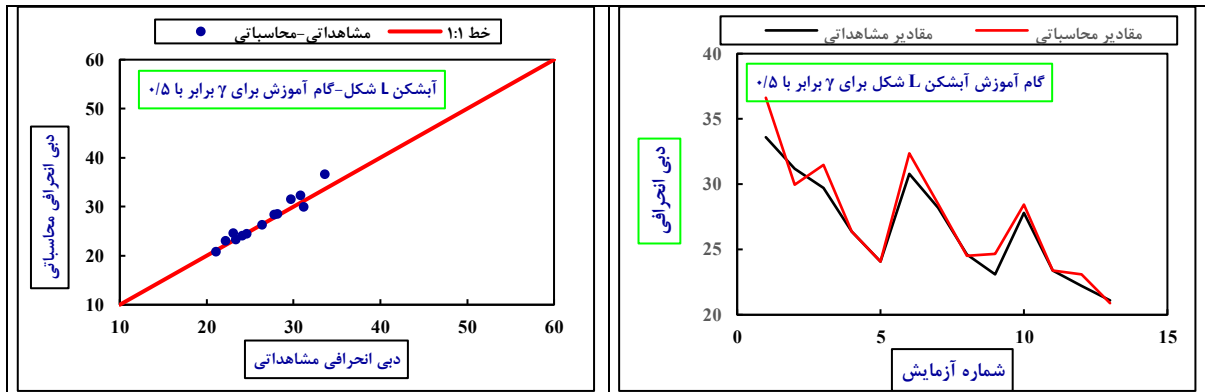 مشاهداتی-محاسباتی خط ۱:۱
60
50
40
30
20
10
آبشکن L شکل-گام آموزش برای γ برابر با ۰/۵
دبی انحرافی محاسباتی
10 20 30 40 50 60
دبی انحرافی مشاهداتی
مقادیر مشاهداتی مقادیر محاسباتی
40
35
30
25
20
گام آموزش آبشکن L شکل برای γ برابر با ۰/۵
دبی انحرافی
0 5 10 15
شماره آزمایش